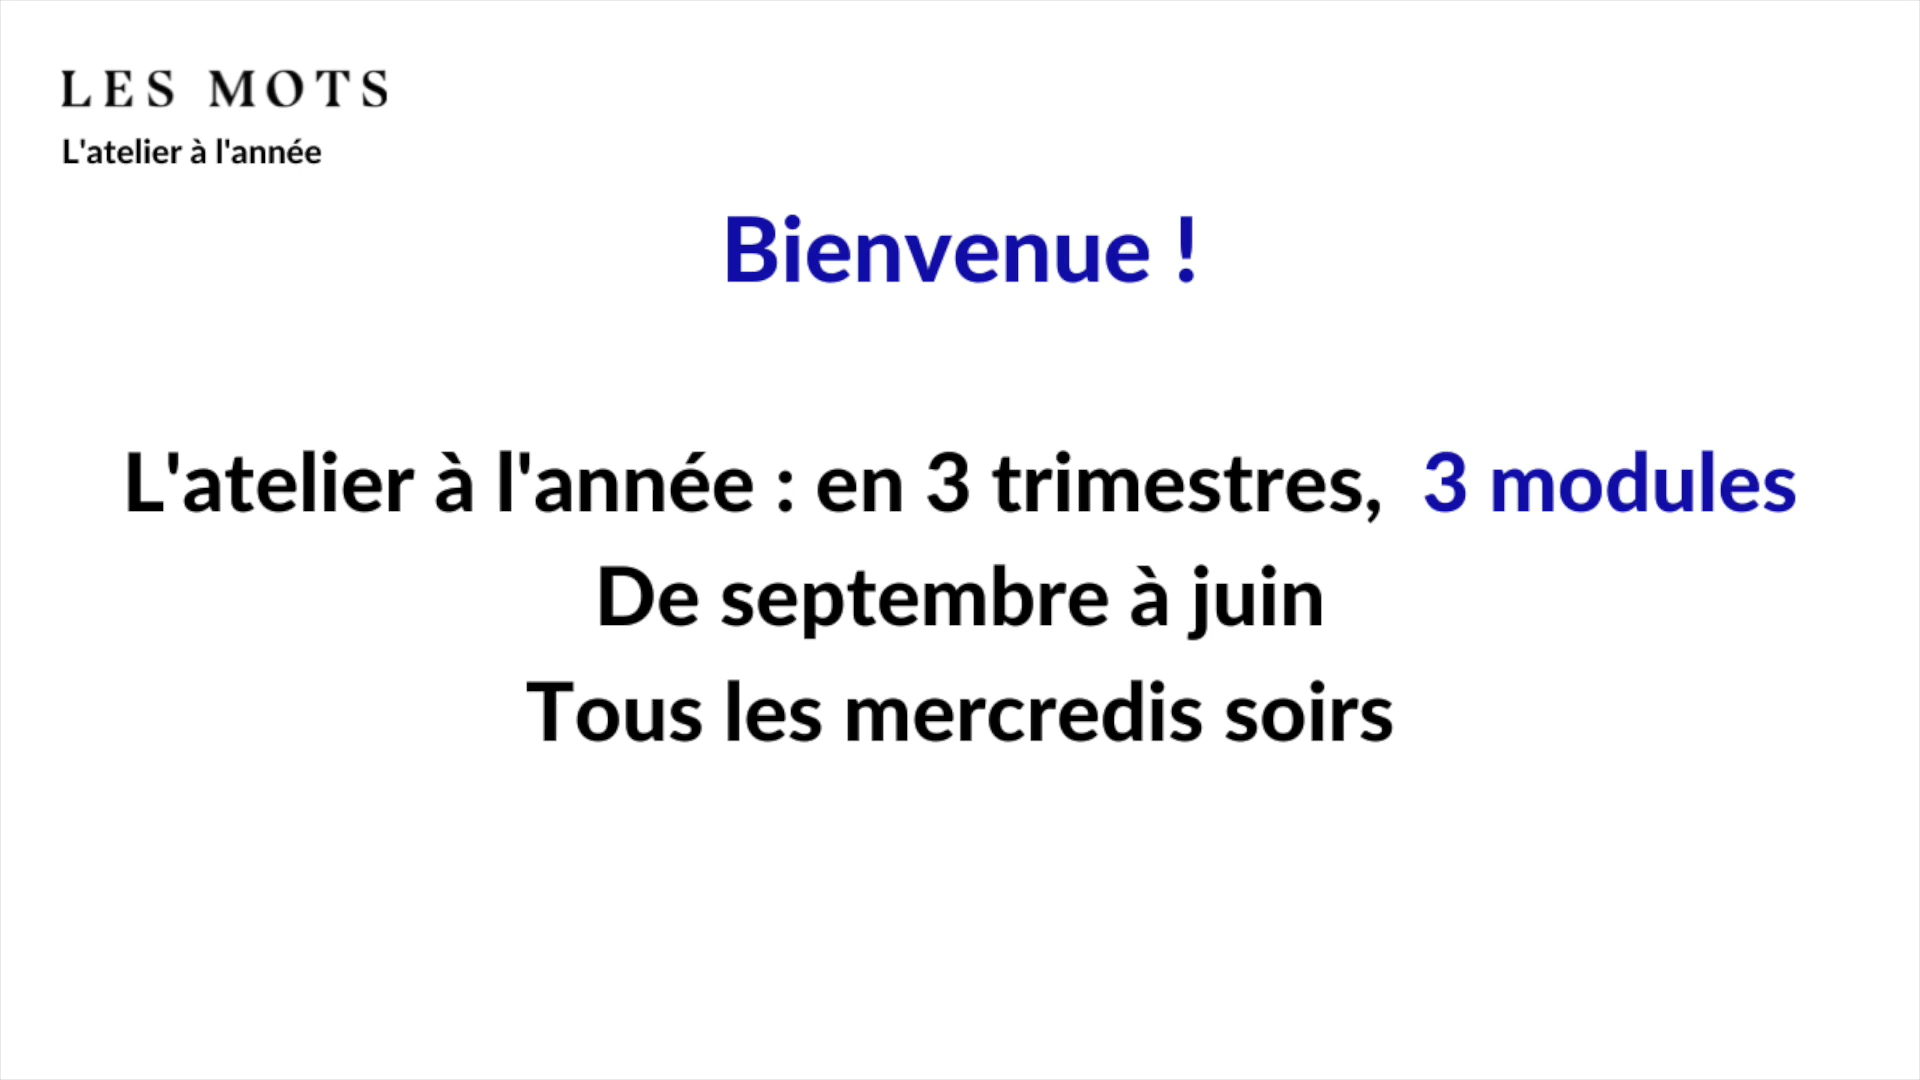 LES MOTS
L'atelier à l'année
Bienvenue !
L'atelier à l'année : en 3 trimestres, 3 modules
De septembre à juin
Tous les mercredis soirs